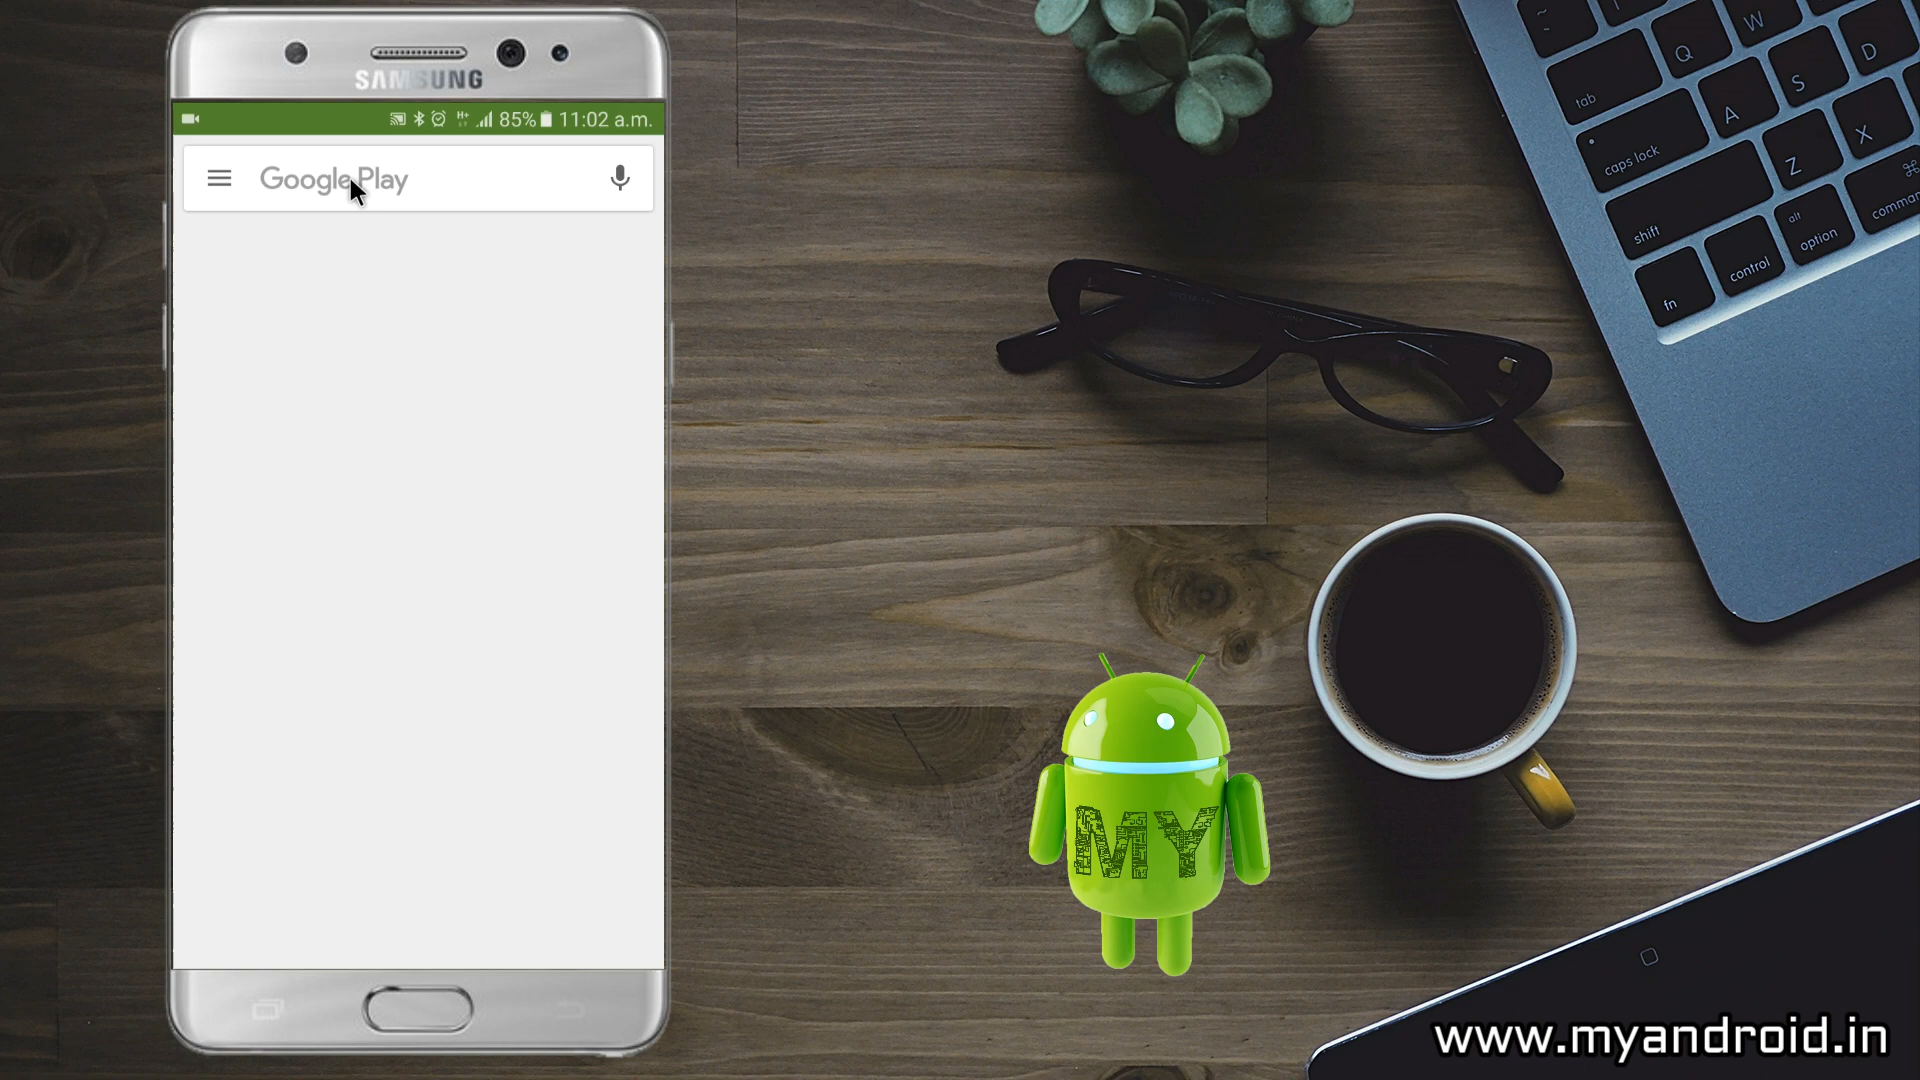 SAMSUNG
H+ 85% 11:02 a.m.
Google Play
~
tab
Q
W
caps lock
A
S
D
shift
Z
X
⌘
fn
control
alt
option
command
MY
www.myandroid.in